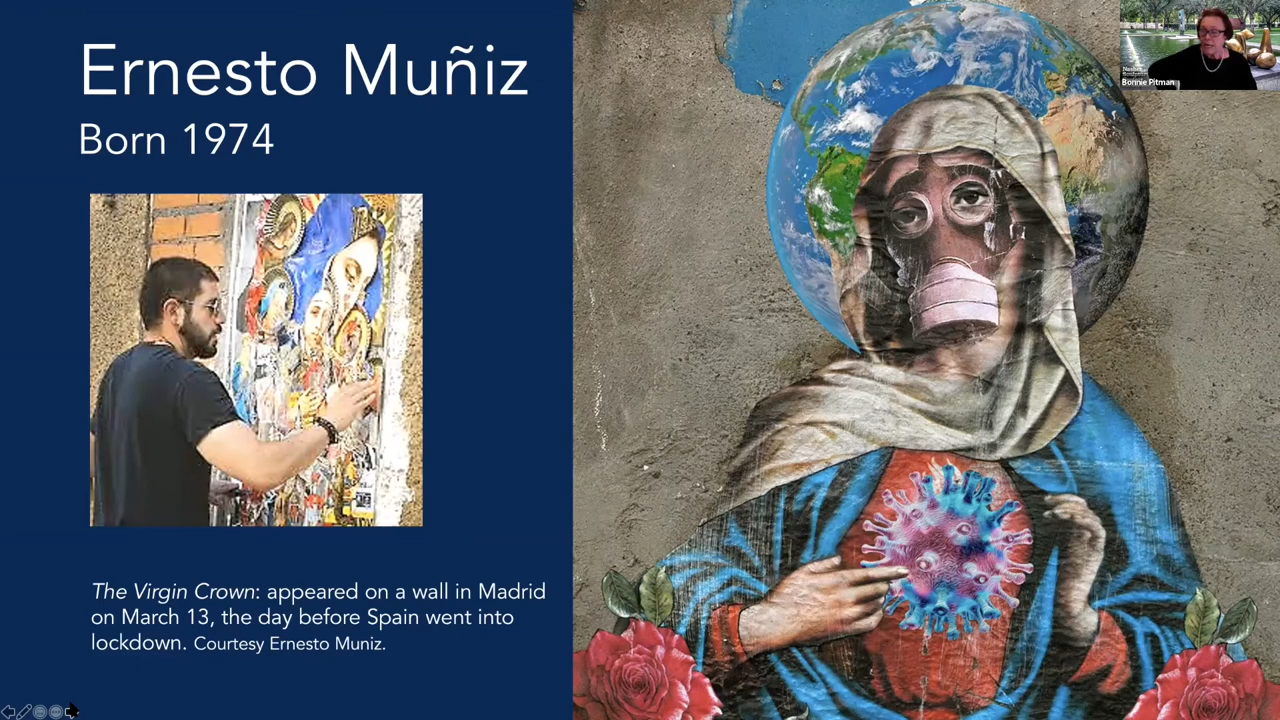 Ernesto Muñiz
Born 1974
The Virgin Crown: appeared on a wall in Madrid
on March 13, the day before Spain went into
lockdown. Courtesy Ernesto Muniz.
Bonnie Pitman